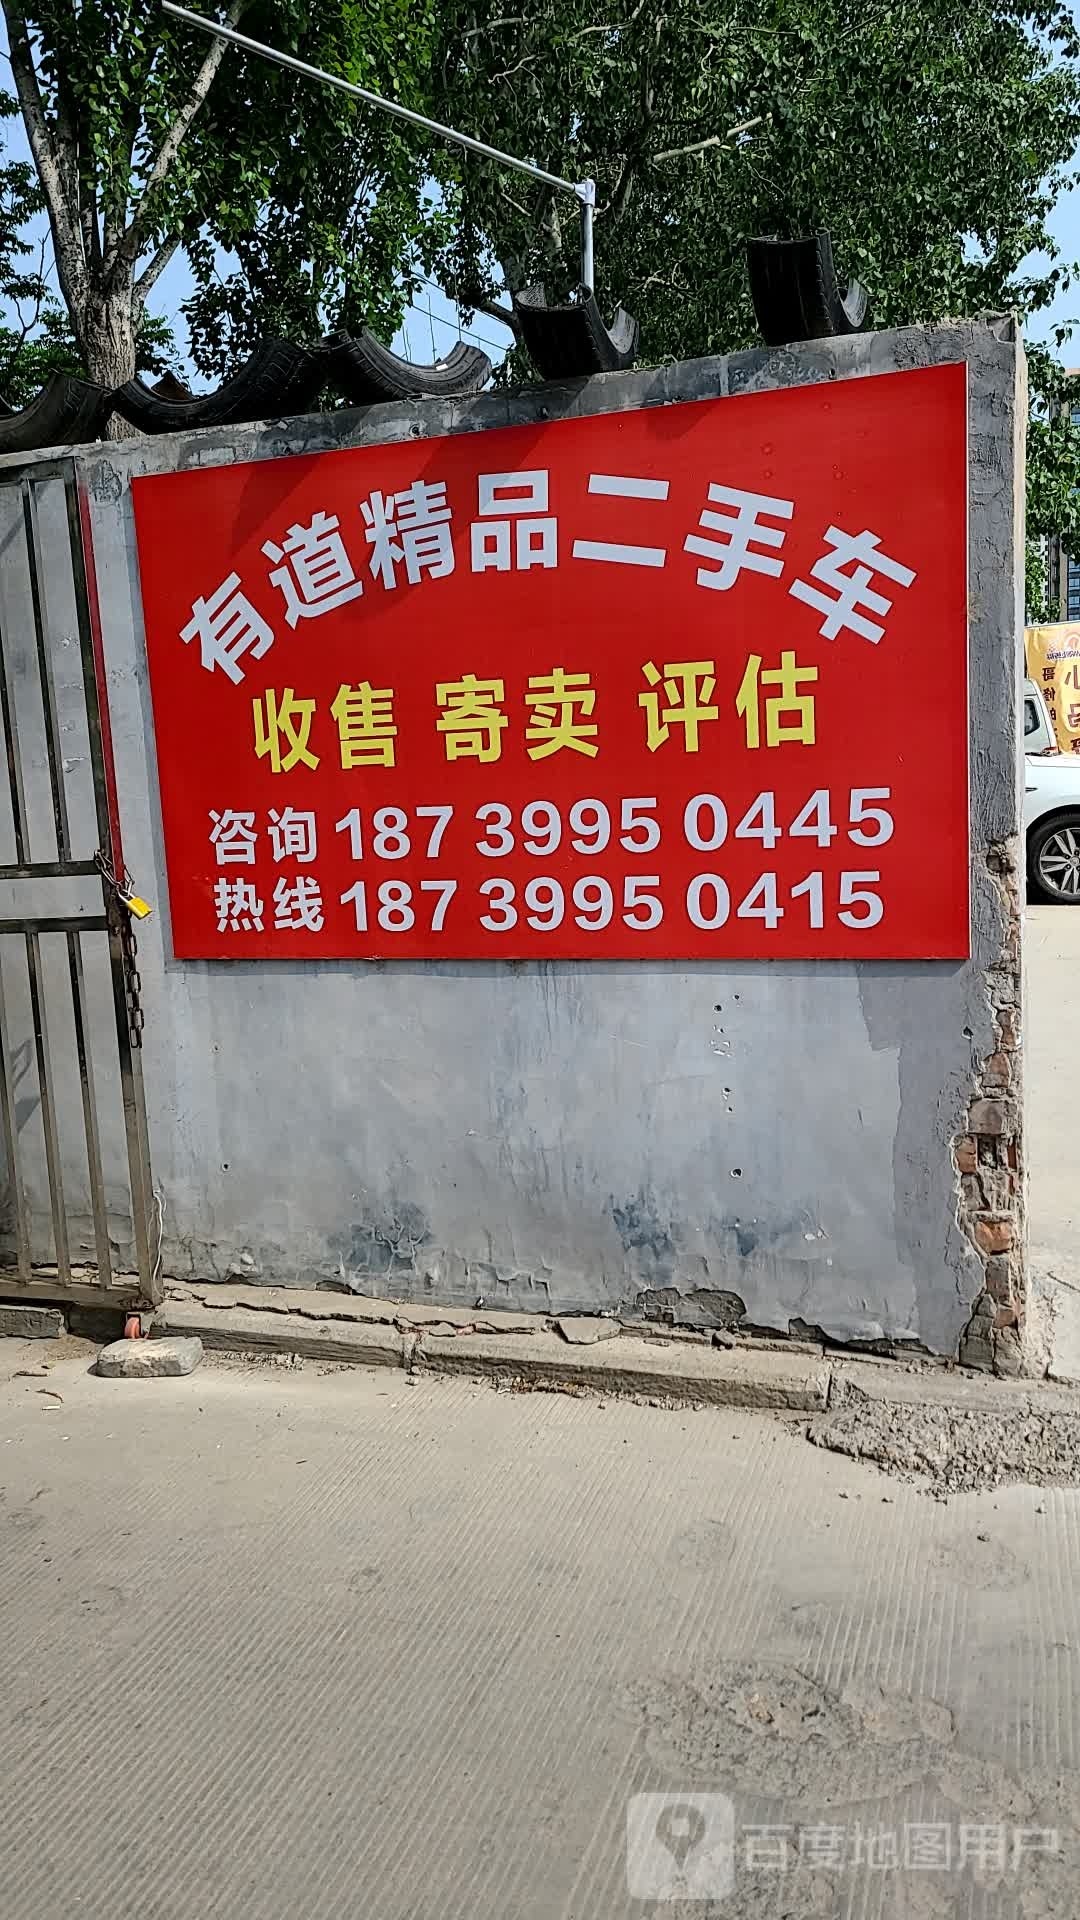 有道精品二手车
收售 寄卖 评估
咨询 187 3995 0445
热线 187 3995 0415
百度地图用户